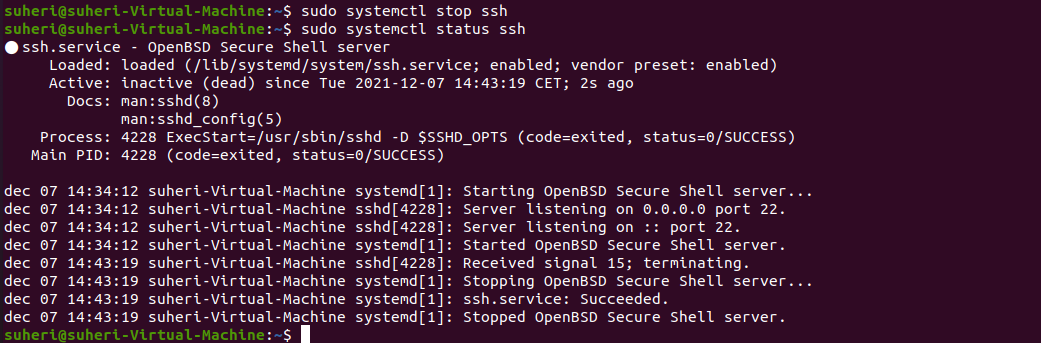 suheri@suheri-Virtual-Machine:~$ sudo systemctl stop ssh
suheri@suheri-Virtual-Machine:~$ sudo systemctl status ssh
● ssh.service - OpenBSD Secure Shell server
     Loaded: loaded (/lib/systemd/system/ssh.service; enabled; vendor preset: enabled)
     Active: inactive (dead) since Tue 2021-12-07 14:43:19 CET; 2s ago
       Docs: man:sshd(8)
             man:sshd_config(5)
    Process: 4228 ExecStart=/usr/sbin/sshd -D $SSHD_OPTS (code=exited, status=0/SUCCESS)
   Main PID: 4228 (code=exited, status=0/SUCCESS)

dec 07 14:34:12 suheri-Virtual-Machine systemd[1]: Starting OpenBSD Secure Shell server...
dec 07 14:34:12 suheri-Virtual-Machine sshd[4228]: Server listening on 0.0.0.0 port 22.
dec 07 14:34:12 suheri-Virtual-Machine sshd[4228]: Server listening on :: port 22.
dec 07 14:34:12 suheri-Virtual-Machine systemd[1]: Started OpenBSD Secure Shell server.
dec 07 14:43:19 suheri-Virtual-Machine sshd[4228]: Received signal 15; terminating.
dec 07 14:43:19 suheri-Virtual-Machine systemd[1]: Stopping OpenBSD Secure Shell server...
dec 07 14:43:19 suheri-Virtual-Machine systemd[1]: ssh.service: Succeeded.
dec 07 14:43:19 suheri-Virtual-Machine systemd[1]: Stopped OpenBSD Secure Shell server.
suheri@suheri-Virtual-Machine:~$